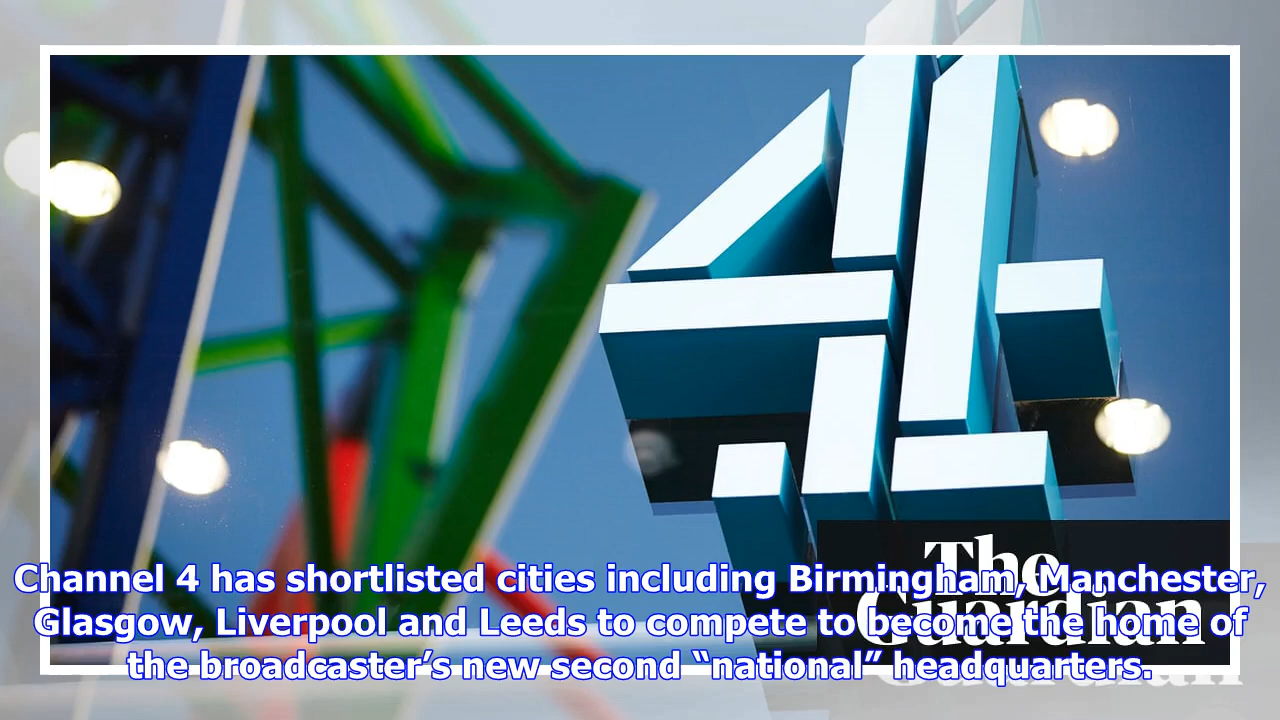 The
Guardian
Channel 4 has shortlisted cities including Birmingham, Manchester,
Glasgow, Liverpool and Leeds to compete to become the home of
the broadcaster’s new second “national” headquarters.